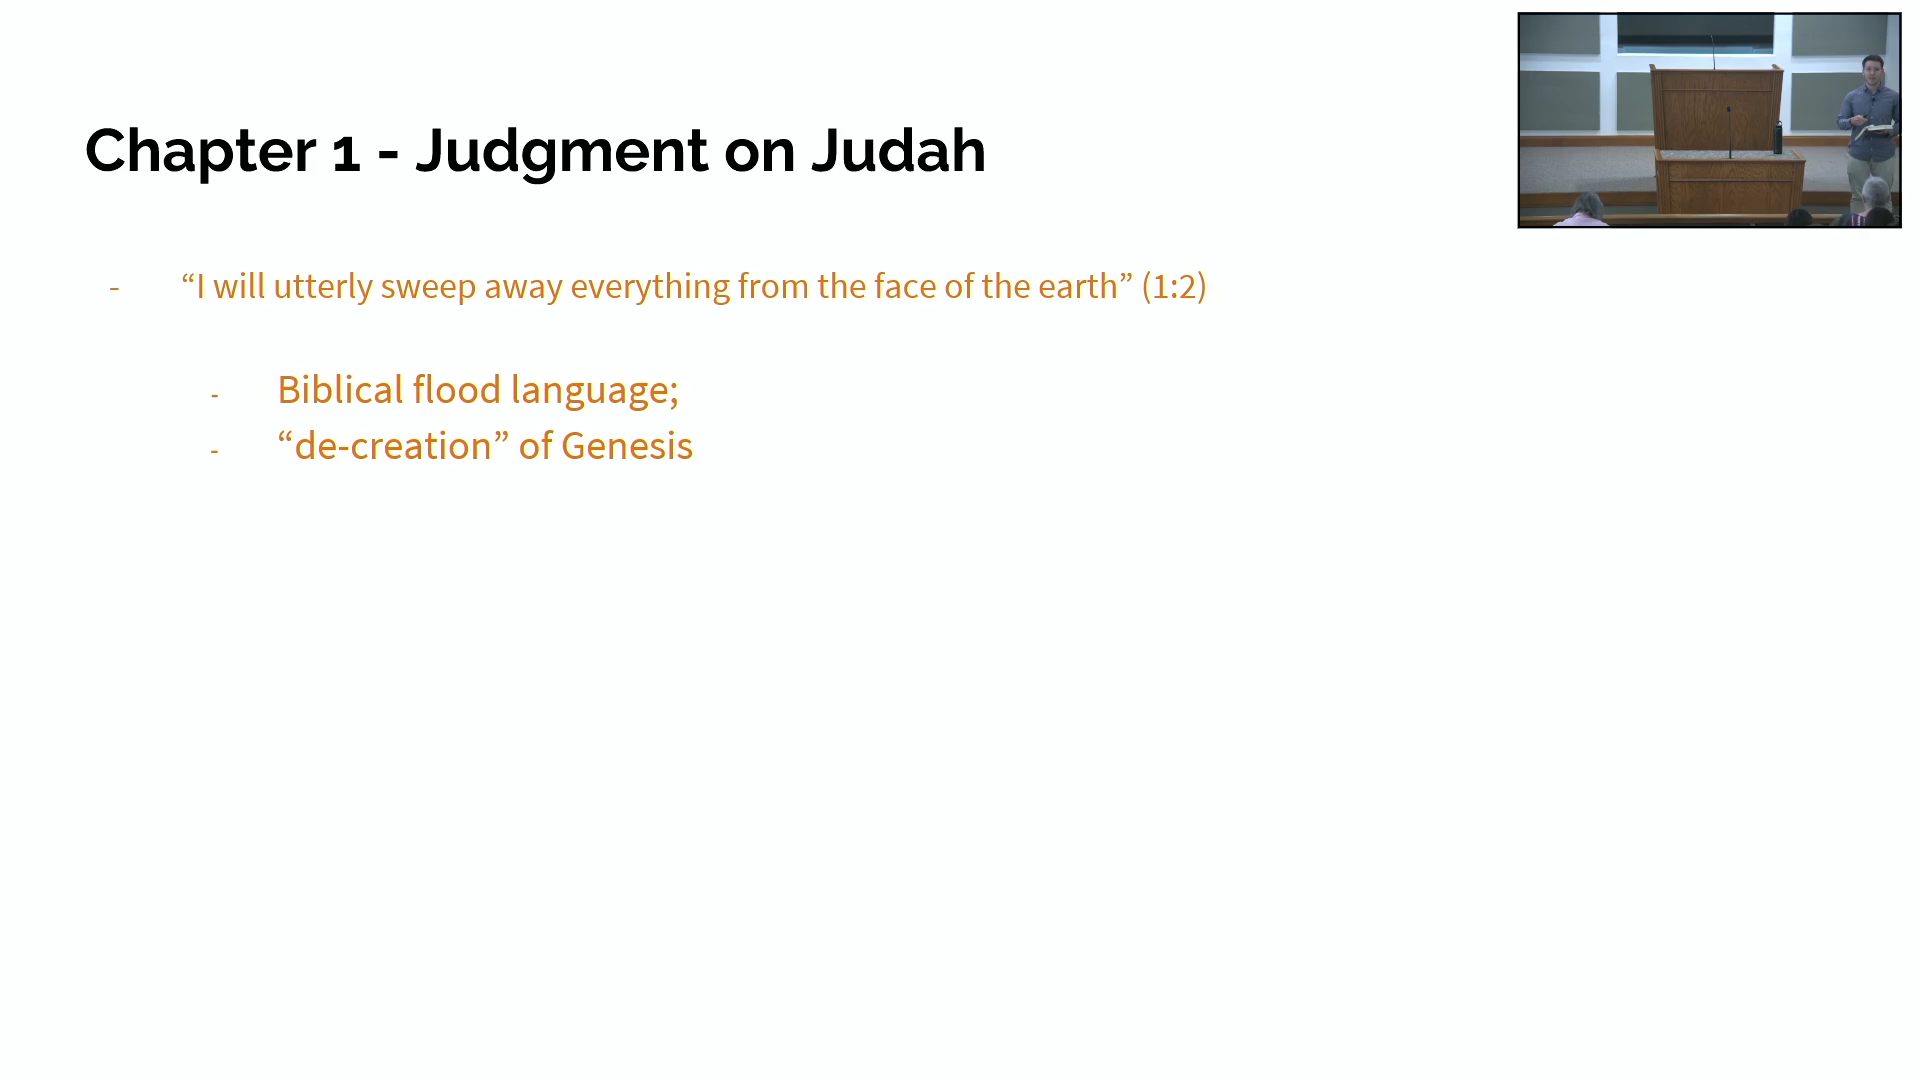 Chapter 1 - Judgment on Judah
- “I will utterly sweep away everything from the face of the earth” (1:2)
- Biblical flood language;
- “de-creation” of Genesis